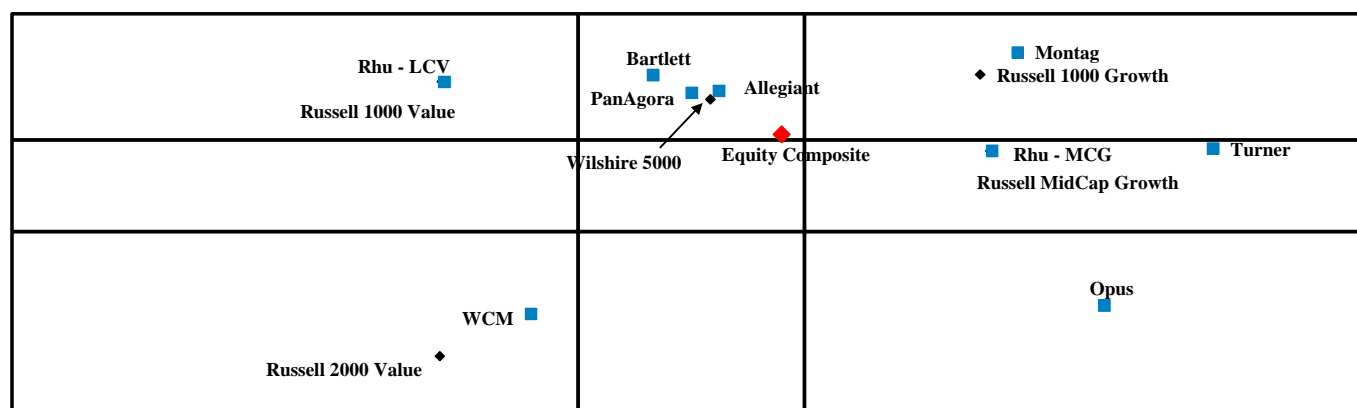 Montag
Bartlett
Rhu - LCV
Russell 1000 Growth
Allegiant
PanAgora
Russell 1000 Value
Wilshire 5000
Equity Composite
Rhu - MCG
Turner
Russell MidCap Growth
Opus
WCM
Russell 2000 Value